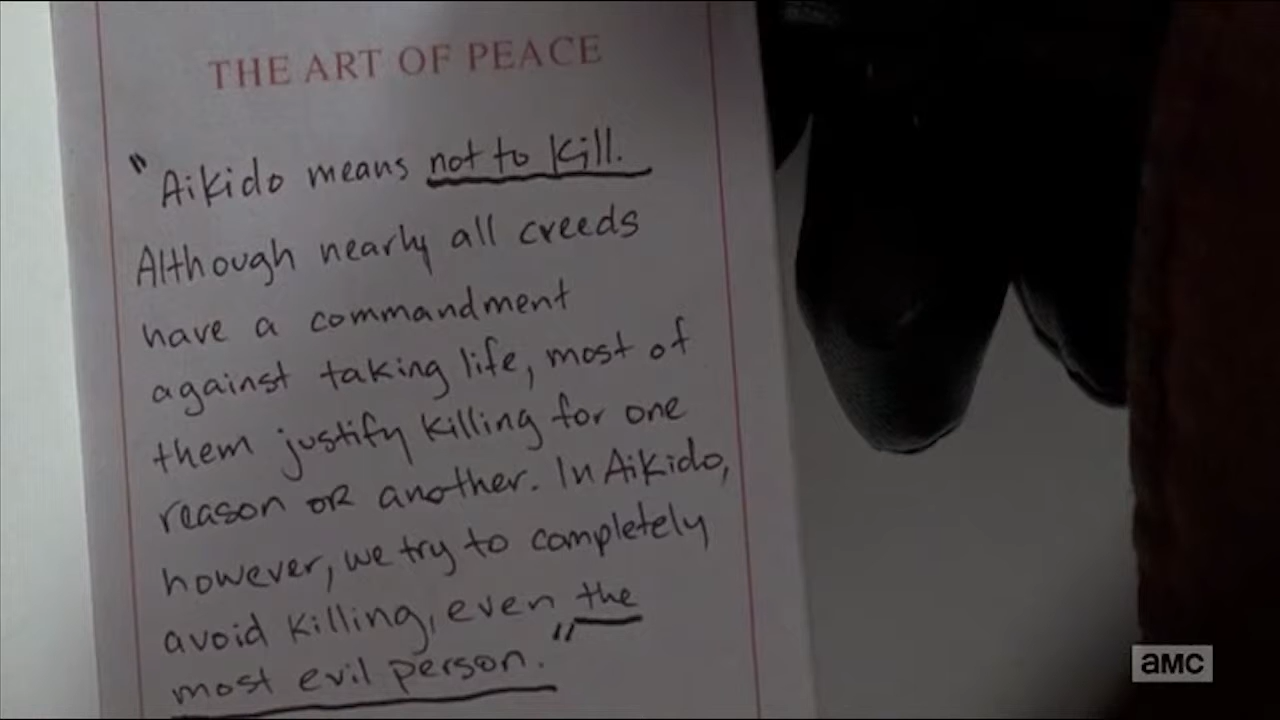 THE ART OF PEACE
"Aikido means not to kill.
Although nearly all creeds
have a commandment
against taking life, most of
them justify killing for one
reason or another. In Aikido,
however, we try to completely
avoid killing, even the
most evil person."
amc